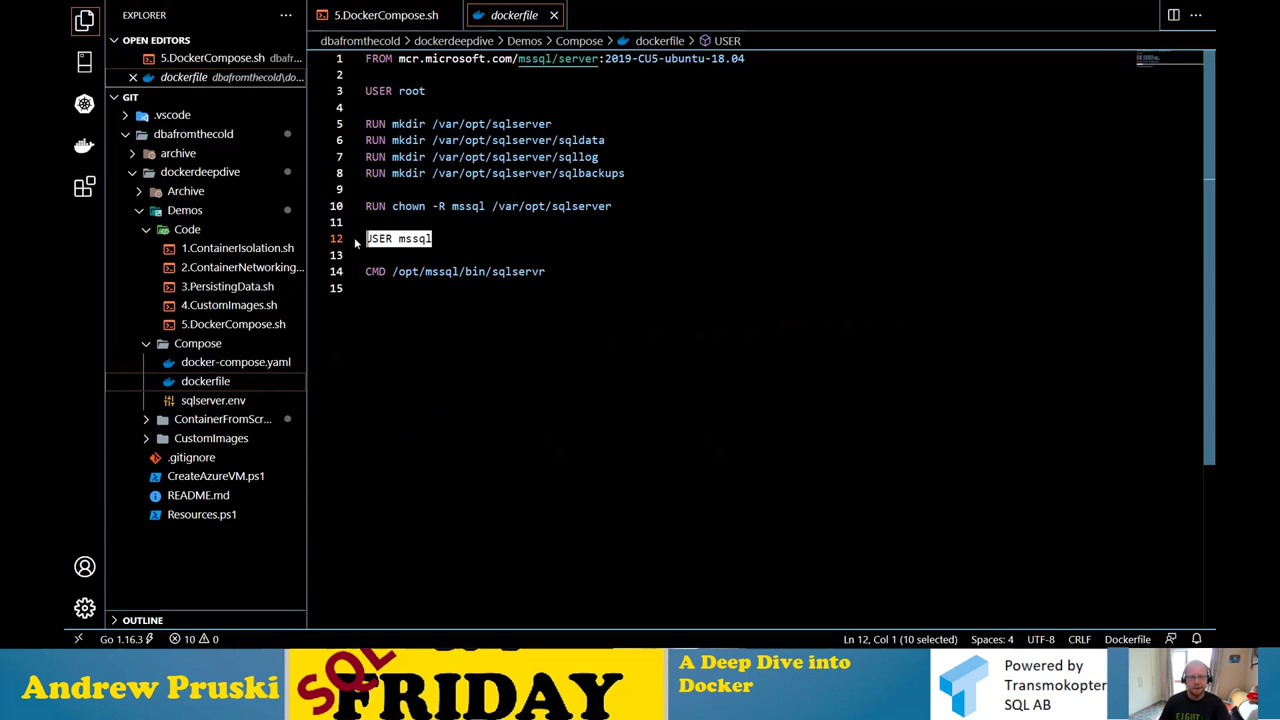 EXPLORER
5.DockerCompose.sh
dockerfile
OPEN EDITORS
5.DockerCompose.sh
dockerfile dbafromthecold\do...
GIT
.vscode
dbafromthecold
archive
dockerdeepdive
Archive
Demos
Code
1.ContainerIsolation.sh
2.ContainerNetworking...
3.PersistingData.sh
4.CustomImages.sh
5.DockerCompose.sh
Compose
docker-compose.yaml
dockerfile
sqlserver.env
ContainerFromScr...
CustomImages
.gitignore
CreateAzureVM.ps1
README.md
Resources.ps1
OUTLINE
dbafromthecold > dockerdeepdive > Demos > Compose > dockerfile > USER
1 FROM mcr.microsoft.com/mssql/server:2019-CU5-ubuntu-18.04
2
3 USER root
4
5 RUN mkdir /var/opt/sqlserver
6 RUN mkdir /var/opt/sqlserver/sqldata
7 RUN mkdir /var/opt/sqlserver/sqllog
8 RUN mkdir /var/opt/sqlserver/sqlbackups
9
10 RUN chown -R mssql /var/opt/sqlserver
11
12 USER mssql
13
14 CMD /opt/mssql/bin/sqlservr
15
Go 1.16.3 10 0
Ln 12, Col 1 (10 selected) Spaces: 4 UTF-8 CRLF Dockerfile
Andrew Pruski
SQL
FRIDAY
A Deep Dive into
Docker
Powered by
Transmokopter
SQL AB